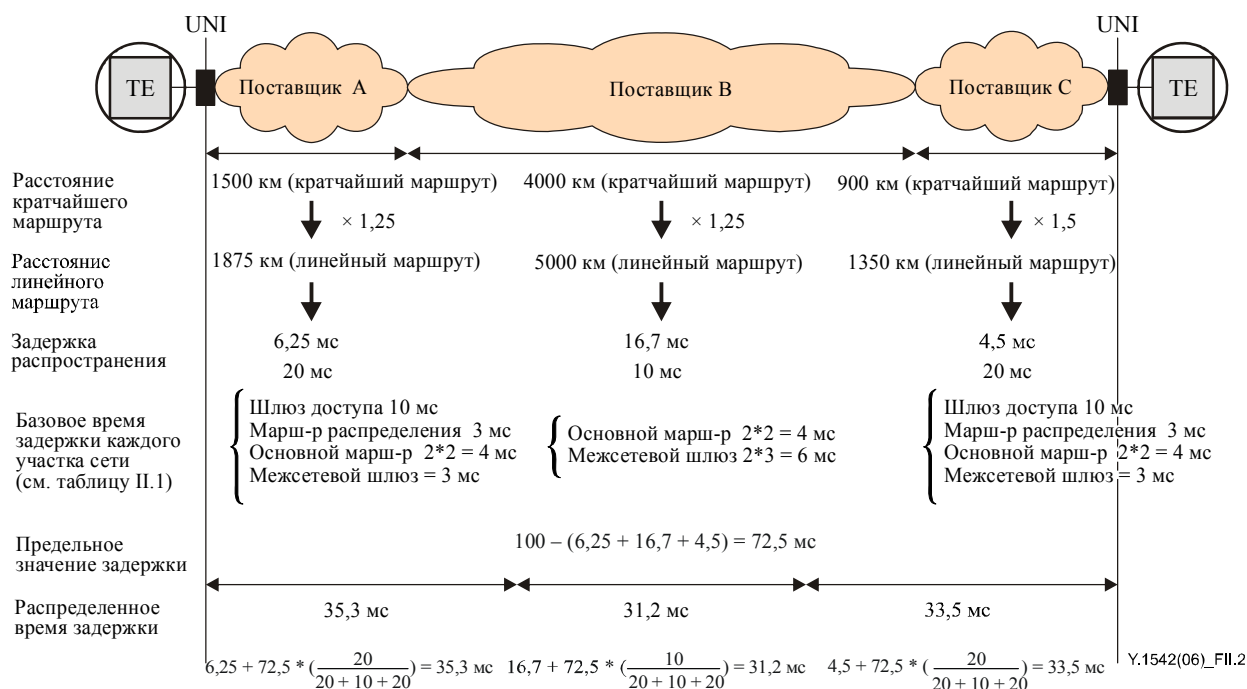 UNI
UNI
TE
Поставщик А
Поставщик В
Поставщик С
TE
Расстояние
кратчайшего
маршрута
1500 км (кратчайший маршрут)
4000 км (кратчайший маршрут)
900 км (кратчайший маршрут)
× 1,25
× 1,25
× 1,5
Расстояние
линейного
маршрута
1875 км (линейный маршрут)
5000 км (линейный маршрут)
1350 км (линейный маршрут)
Задержка
распространения
6,25 мс
16,7 мс
4,5 мс
20 мс
10 мс
20 мс
Базовое время
задержки каждого
участка сети
(см. таблицу II.1)
Шлюз доступа 10 мс
Марш-р распределения 3 мс
Основной марш-р 2*2 = 4 мс
Межсетевой шлюз = 3 мс
Основной марш-р 2*2 = 4 мс
Межсетевой шлюз 2*3 = 6 мс
Шлюз доступа 10 мс
Марш-р распределения 3 мс
Основной марш-р 2*2 = 4 мс
Межсетевой шлюз = 3 мс
Предельное
значение задержки
100 – (6,25 + 16,7 + 4,5) = 72,5 мс
Распределенное
время задержки
35,3 мс
31,2 мс
33,5 мс
6,25 + 72,5 * (20 / 20 + 10 + 20) = 35,3 мс
16,7 + 72,5 * (10 / 20 + 10 + 20) = 31,2 мс
4,5 + 72,5 * (20 / 20 + 10 + 20) = 33,5 мс
Y.1542(06)_FII.2